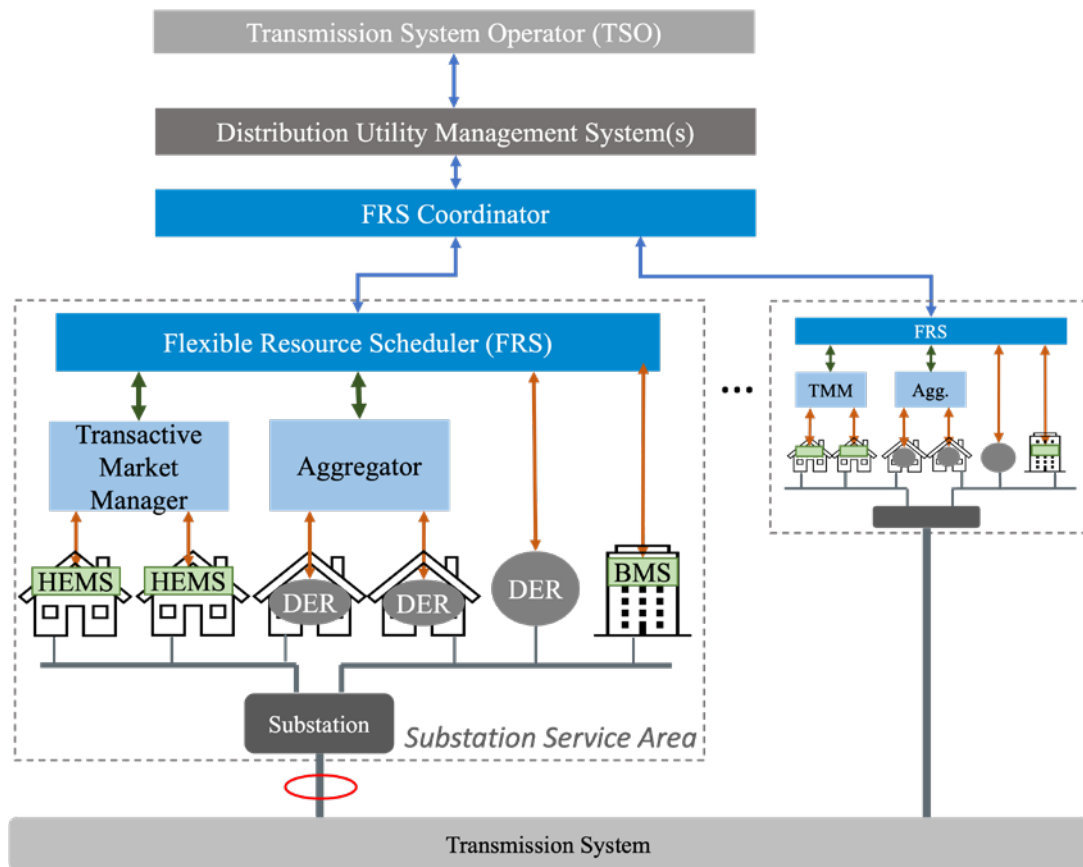 Transmission System Operator (TSO)
Distribution Utility Management System(s)
FRS Coordinator
Flexible Resource Scheduler (FRS)
Transactive
Market
Manager
Aggregator
HEMS
HEMS
DER
DER
DER
BMS
Substation
Substation Service Area
...
FRS
TMM
Agg.
Transmission System